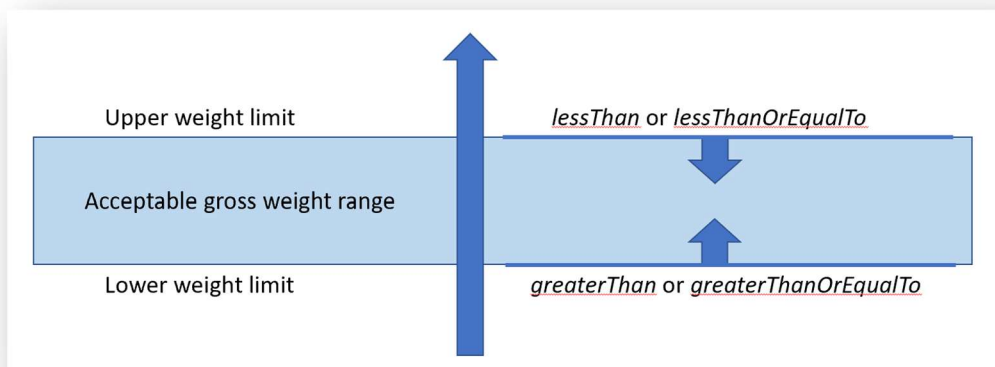 Upper weight limit
lessThan or lessThanOrEqualTo
Acceptable gross weight range
Lower weight limit
greaterThan or greaterThanOrEqualTo